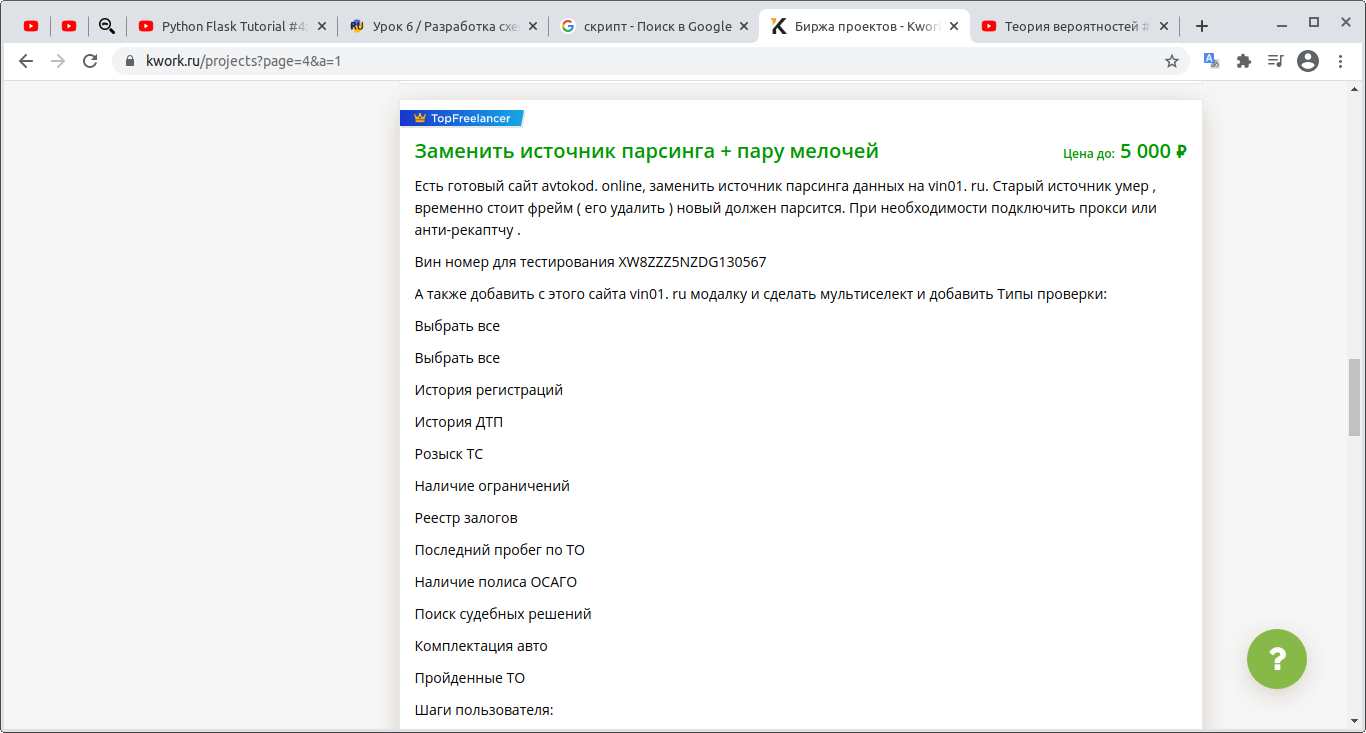 Python Flask Tutorial #4:
Урок 6 / Разработка схе
скрипт - Поиск в Google
Биржа проектов - Kwor
Теория вероятностей #
kwork.ru/projects?page=4&a=1
TopFreelancer
Заменить источник парсинга + пару мелочей
Цена до: 5 000 ₽
Есть готовый сайт avtokod. online, заменить источник парсинга данных на vin01. ru. Старый источник умер ,
временно стоит фрейм ( его удалить ) новый должен парсится. При необходимости подключить прокси или
анти-рекаптчу .
Вин номер для тестирования XW8ZZZ5NZDG130567
А также добавить с этого сайта vin01. ru модалку и сделать мультиселект и добавить Типы проверки:
Выбрать все
Выбрать все
История регистраций
История ДТП
Розыск ТС
Наличие ограничений
Реестр залогов
Последний пробег по ТО
Наличие полиса ОСАГО
Поиск судебных решений
Комплектация авто
Пройденные ТО
Шаги пользователя:
?